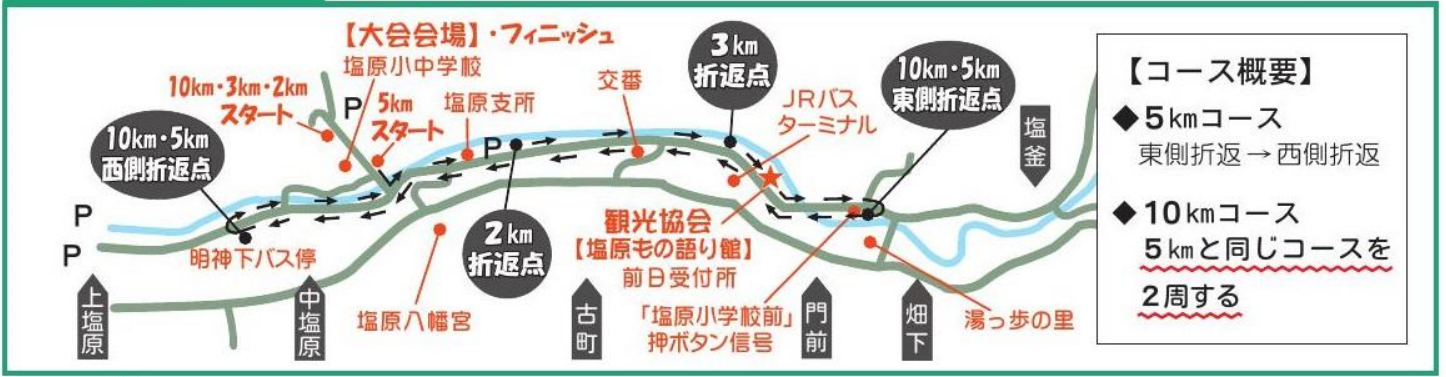 【大会会場】・フィニッシュ
塩原小中学校
10km・3km・2km
スタート
P
5km
スタート
塩原支所
交番
3km
折返点
JRバス
ターミナル
10km・5km
東側折返点
塩釜
10km・5km
西側折返点
P
P
P
明神下バス停
2km
折返点
観光協会
【塩原もの語り館】
前日受付所
「塩原小学校前」
押ボタン信号
塩原八幡宮
湯っ歩の里
上塩原
中塩原
古町
門前
畑下
【コース概要】
◆5kmコース
東側折返→西側折返
◆10kmコース
5kmと同じコースを
2周する